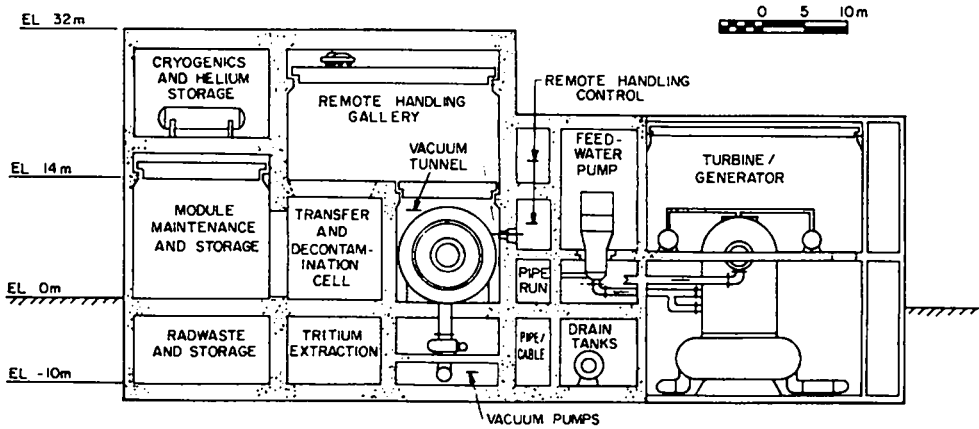 EL 32m
0 5 10m
CRYOGENICS
AND HELIUM
STORAGE
REMOTE HANDLING
GALLERY
REMOTE HANDLING
CONTROL
VACUUM
TUNNEL
FEED-
WATER
PUMP
TURBINE/
GENERATOR
EL 14m
MODULE
MAINTENANCE
AND STORAGE
TRANSFER
AND
DECONTAM-
INATION
CELL
PIPE
RUN
EL 0m
RADWASTE
AND STORAGE
TRITIUM
EXTRACTION
PIPE/
CABLE
DRAIN
TANKS
EL -10m
VACUUM PUMPS